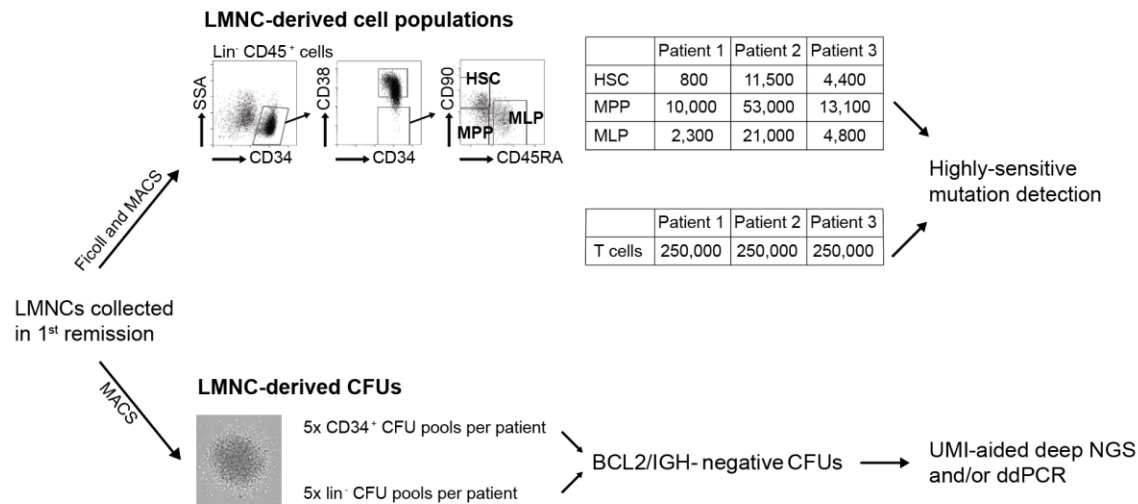 LMNC-derived cell populations
Lin- CD45+ cells
SSA
CD34
CD38
CD34
CD90
HSC
MPP
MLP
CD45RA
Patient 1 Patient 2 Patient 3
HSC 800 11,500 4,400
MPP 10,000 53,000 13,100
MLP 2,300 21,000 4,800
Patient 1 Patient 2 Patient 3
T cells 250,000 250,000 250,000
Highly-sensitive
mutation detection
Ficoll and MACS
LMNCs collected
in 1st remission
MACS
LMNC-derived CFUs
5x CD34+ CFU pools per patient
5x lin- CFU pools per patient
BCL2/IGH- negative CFUs
UMI-aided deep NGS
and/or ddPCR